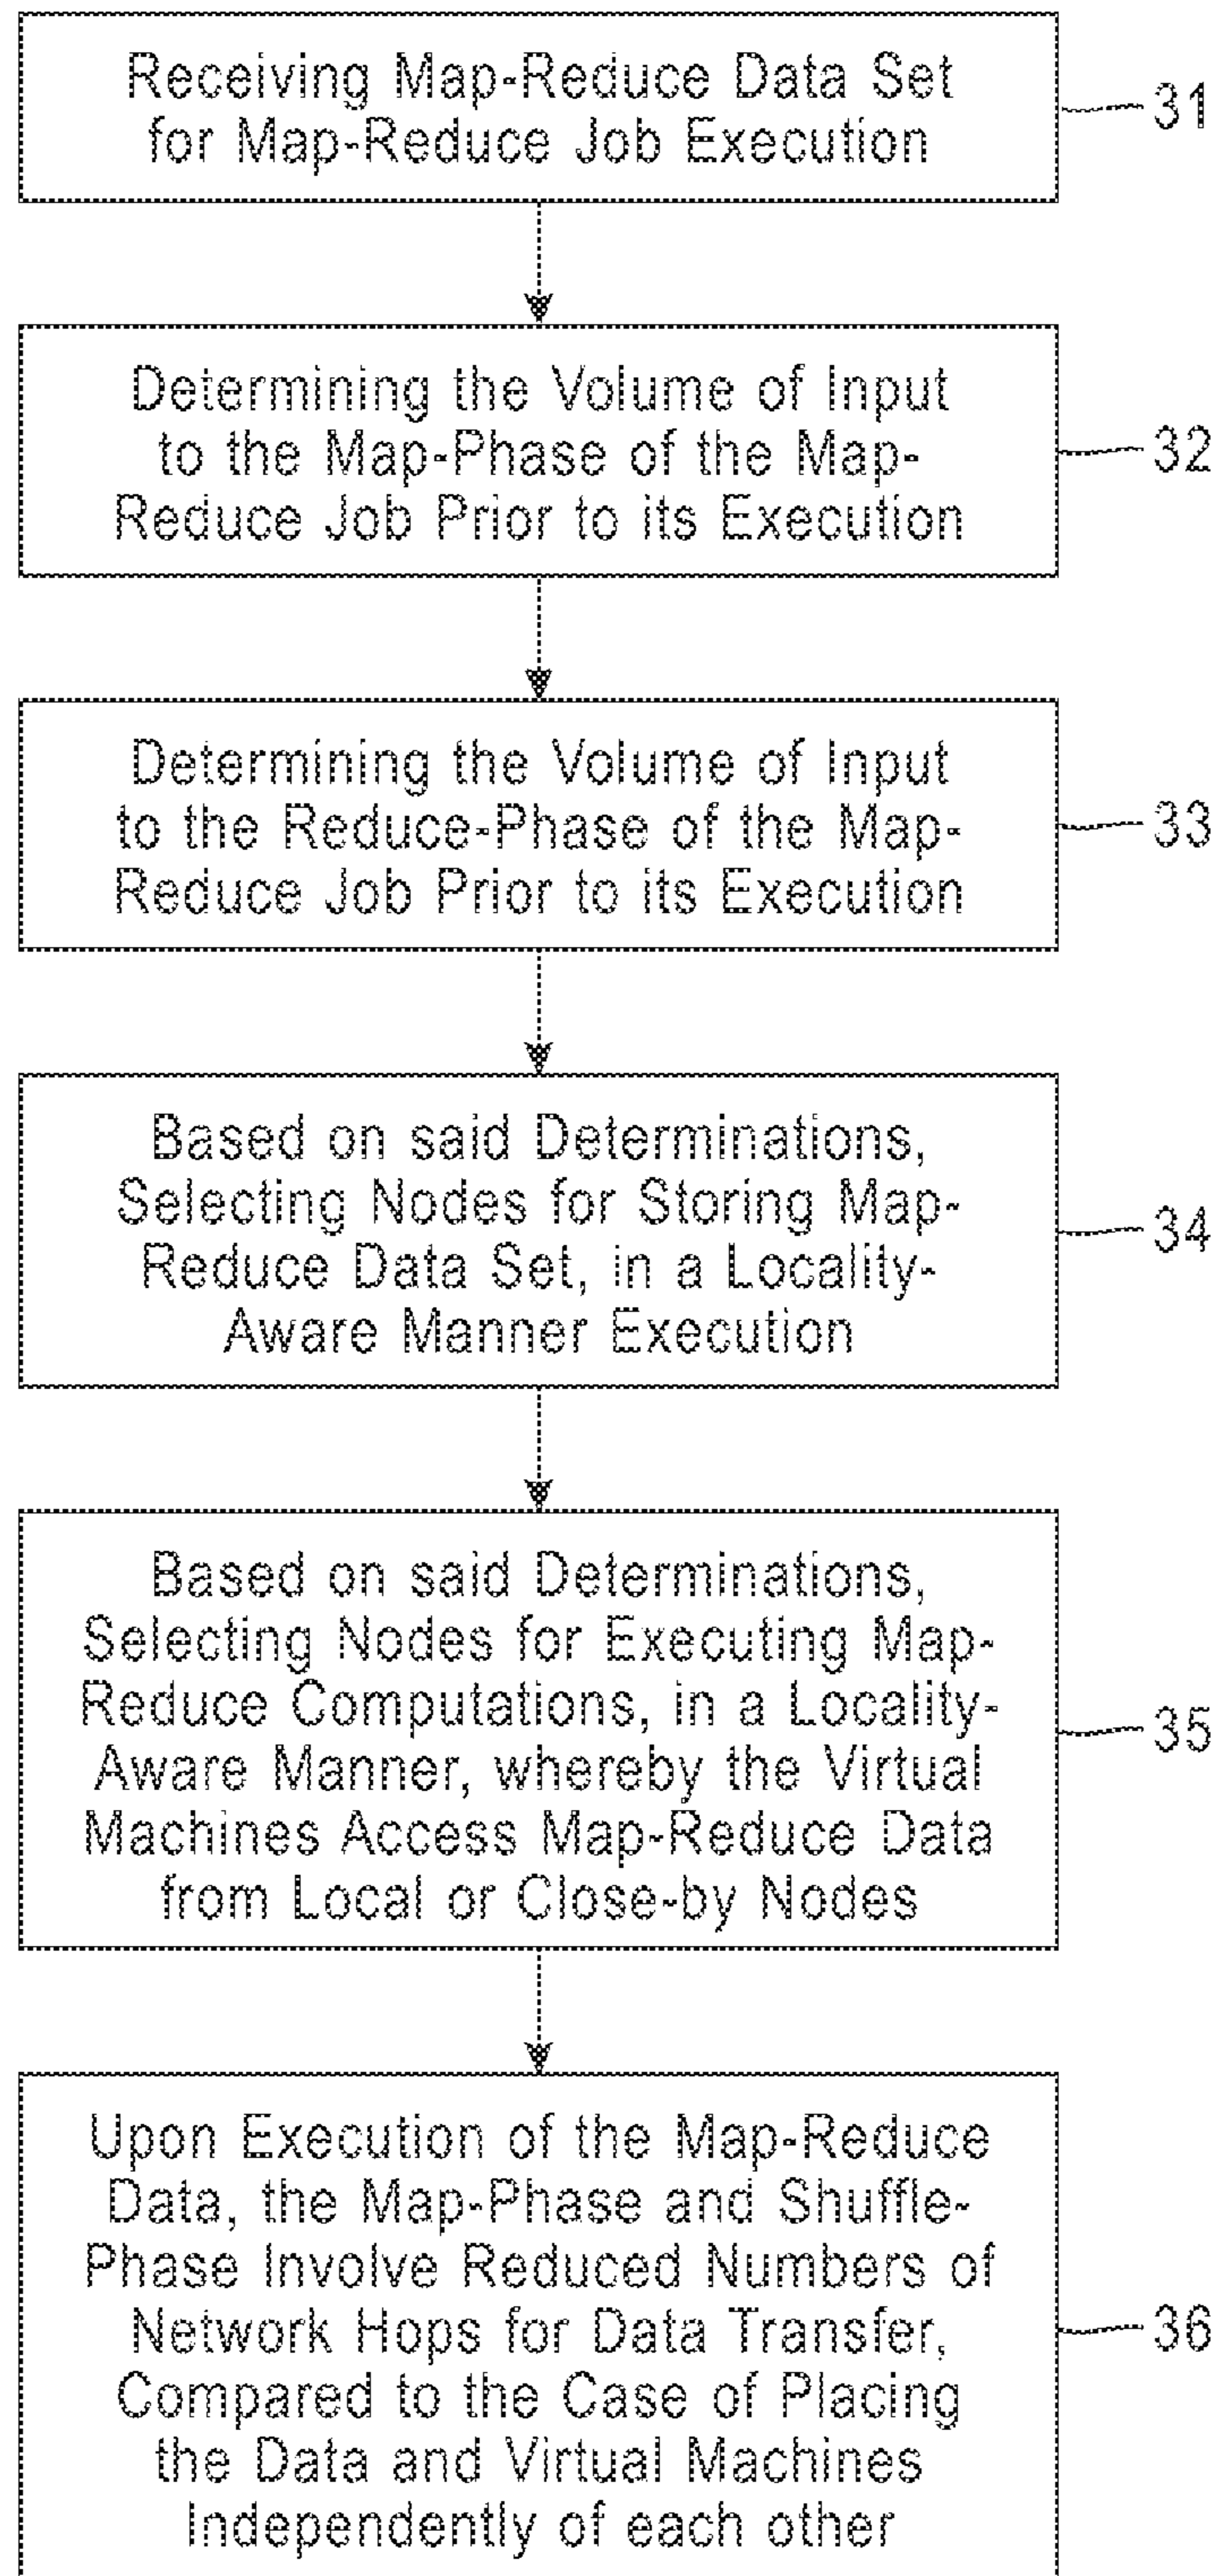 Receiving Map-Reduce Data Set
for Map-Reduce Job Execution
31
Determining the Volume of Input
to the Map-Phase of the Map-
Reduce Job Prior to its Execution
32
Determining the Volume of Input
to the Reduce-Phase of the Map-
Reduce Job Prior to its Execution
33
Based on said Determinations,
Selecting Nodes for Storing Map-
Reduce Data Set, in a Locality-
Aware Manner Execution
34
Based on said Determinations,
Selecting Nodes for Executing Map-
Reduce Computations, in a Locality-
Aware Manner, whereby the Virtual
Machines Access Map-Reduce Data
from Local or Close-by Nodes
35
Upon Execution of the Map-Reduce
Data, the Map-Phase and Shuffle-
Phase Involve Reduced Numbers of
Network Hops for Data Transfer,
Compared to the Case of Placing
the Data and Virtual Machines
Independently of each other
36